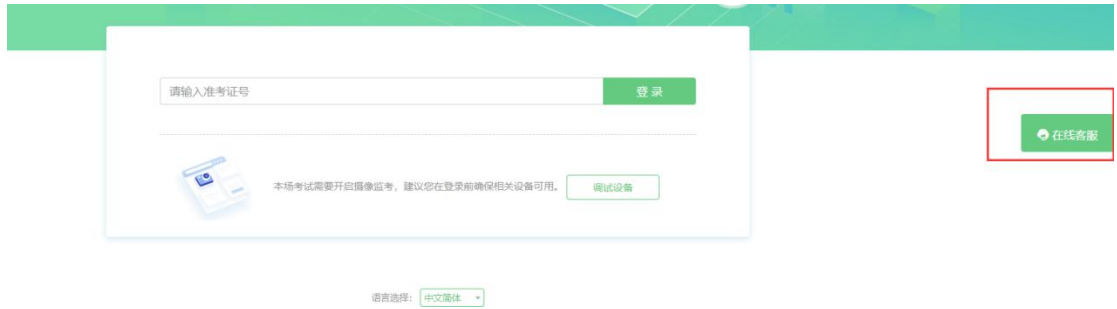 请输入准考证号
登录
在线客服
本场考试需要开启摄像监考，建议您在登录前确保相关设备可用。
调试设备
语言选择：
中文简体